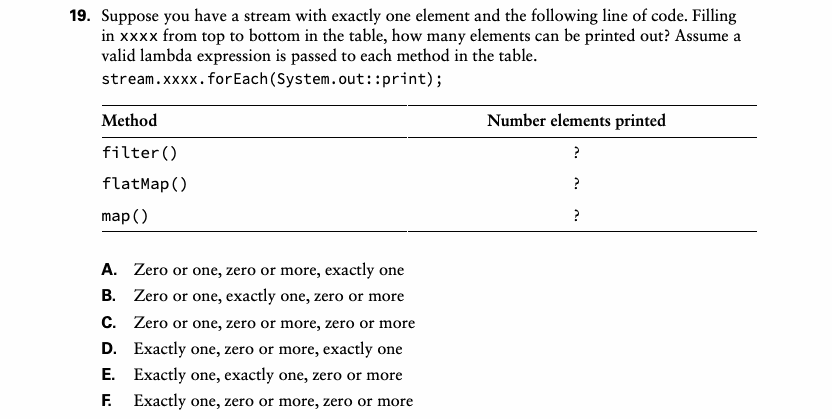 19. Suppose you have a stream with exactly one element and the following line of code. Filling
in xxxx from top to bottom in the table, how many elements can be printed out? Assume a
valid lambda expression is passed to each method in the table.
stream.xxxx.forEach(System.out::print);
Method Number elements printed
filter() ?
flatMap() ?
map() ?
A. Zero or one, zero or more, exactly one
B. Zero or one, exactly one, zero or more
C. Zero or one, zero or more, zero or more
D. Exactly one, zero or more, exactly one
E. Exactly one, exactly one, zero or more
F. Exactly one, zero or more, zero or more